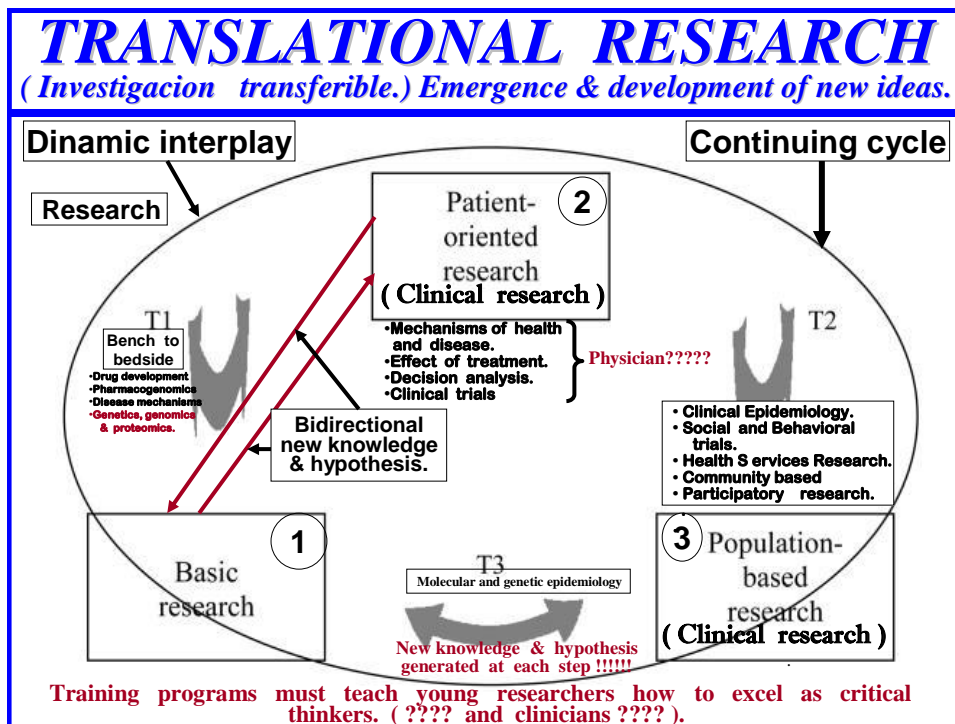 TRANSLATIONAL RESEARCH
( Investigacion transferible.) Emergence & development of new ideas.
Dinamic interplay
Continuing cycle
Research
2
Patient-
oriented
research
( Clinical research )
T1
Bench to
bedside
•Drug development
•Pharmacogenomics
•Disease mechanisms
•Genetics, genomics
& proteomics.
•Mechanisms of health
and disease.
•Effect of treatment.
•Decision analysis.
•Clinical trials
Physician?????
T2
Bidirectional
new knowledge
& hypothesis.
• Clinical Epidemiology.
• Social and Behavioral
trials.
• Health S ervices Research.
• Community based
• Participatory research.
1
Basic
research
T3
Molecular and genetic epidemiology
3
Population-
based
research
( Clinical research )
New knowledge & hypothesis
generated at each step !!!!!!
Training programs must teach young researchers how to excel as critical
thinkers. ( ???? and clinicians ???? ).